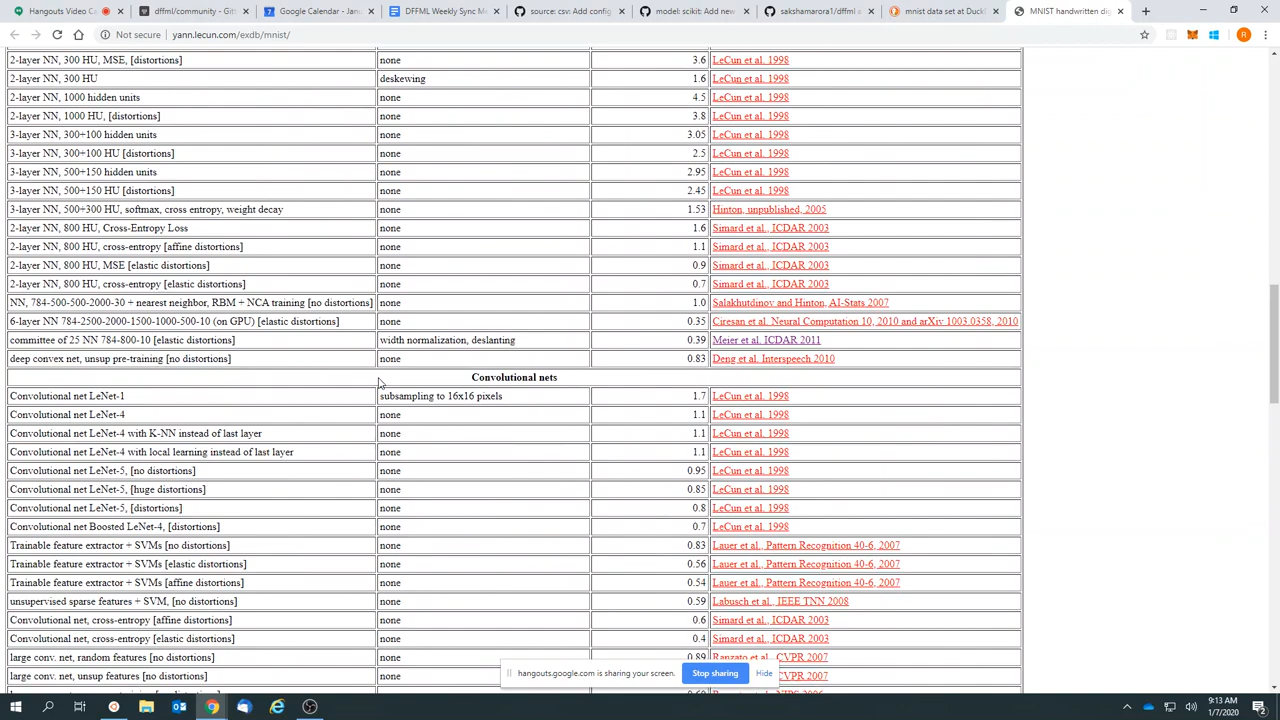 Hangouts Video Ca
dffml/community - Gitt
Google Calendar - Janu
DFFML Weekly Sync Mee
source: csv: Add config
model: scikit: Add new
sakshamarora1/dffml a
mnist data set at DuckD
MNIST handwritten dig
Not secure yann.lecun.com/exdb/mnist/
R
2-layer NN, 300 HU, MSE, [distortions] none 3.6 LeCun et al. 1998
2-layer NN, 300 HU deskewing 1.6 LeCun et al. 1998
2-layer NN, 1000 hidden units none 4.5 LeCun et al. 1998
2-layer NN, 1000 HU, [distortions] none 3.8 LeCun et al. 1998
3-layer NN, 300+100 hidden units none 3.05 LeCun et al. 1998
3-layer NN, 300+100 HU [distortions] none 2.5 LeCun et al. 1998
3-layer NN, 500+150 hidden units none 2.95 LeCun et al. 1998
3-layer NN, 500+150 HU [distortions] none 2.45 LeCun et al. 1998
3-layer NN, 500+300 HU, softmax, cross entropy, weight decay none 1.53 Hinton, unpublished, 2005
2-layer NN, 800 HU, Cross-Entropy Loss none 1.6 Simard et al., ICDAR 2003
2-layer NN, 800 HU, cross-entropy [affine distortions] none 1.1 Simard et al., ICDAR 2003
2-layer NN, 800 HU, MSE [elastic distortions] none 0.9 Simard et al., ICDAR 2003
2-layer NN, 800 HU, cross-entropy [elastic distortions] none 0.7 Simard et al., ICDAR 2003
NN, 784-500-500-2000-30 + nearest neighbor, RBM + NCA training [no distortions] none 1.0 Salakhutdinov and Hinton, AI-Stats 2007
6-layer NN 784-2500-2000-1500-1000-500-10 (on GPU) [elastic distortions] none 0.35 Ciresan et al. Neural Computation 10, 2010 and arXiv 1003.0358, 2010
committee of 25 NN 784-800-10 [elastic distortions] width normalization, deslanting 0.39 Meier et al. ICDAR 2011
deep convex net, unsup pre-training [no distortions] none 0.83 Deng et al. Interspeech 2010
Convolutional nets
Convolutional net LeNet-1 subsampling to 16x16 pixels 1.7 LeCun et al. 1998
Convolutional net LeNet-4 none 1.1 LeCun et al. 1998
Convolutional net LeNet-4 with K-NN instead of last layer none 1.1 LeCun et al. 1998
Convolutional net LeNet-4 with local learning instead of last layer none 1.1 LeCun et al. 1998
Convolutional net LeNet-5, [no distortions] none 0.95 LeCun et al. 1998
Convolutional net LeNet-5, [huge distortions] none 0.85 LeCun et al. 1998
Convolutional net LeNet-5, [distortions] none 0.8 LeCun et al. 1998
Convolutional net Boosted LeNet-4, [distortions] none 0.7 LeCun et al. 1998
Trainable feature extractor + SVMs [no distortions] none 0.83 Lauer et al., Pattern Recognition 40-6, 2007
Trainable feature extractor + SVMs [elastic distortions] none 0.56 Lauer et al., Pattern Recognition 40-6, 2007
Trainable feature extractor + SVMs [affine distortions] none 0.54 Lauer et al., Pattern Recognition 40-6, 2007
unsupervised sparse features + SVM, [no distortions] none 0.59 Labusch et al., IEEE TNN 2008
Convolutional net, cross-entropy [affine distortions] none 0.6 Simard et al., ICDAR 2003
Convolutional net, cross-entropy [elastic distortions] none 0.4 Simard et al., ICDAR 2003
large conv. net, random features [no distortions] none 0.89 Ranzato et al., CVPR 2007
large conv. net, unsup features [no distortions] none CVPR 2007
hangouts.google.com is sharing your screen. Stop sharing Hide
9:13 AM
1/7/2020
2